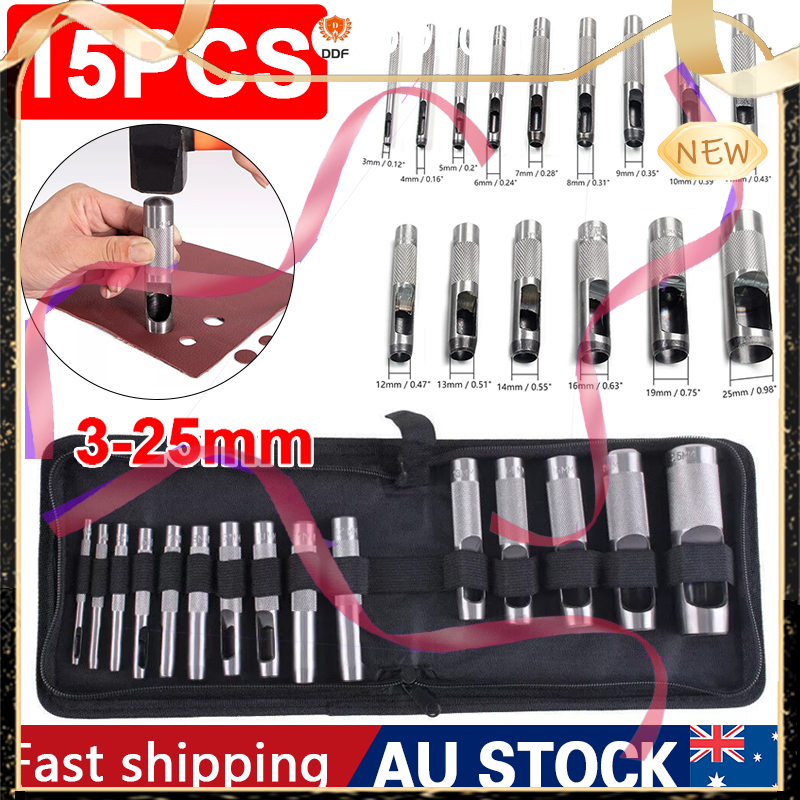 15PCS
DDF
3mm / 0.12"
4mm / 0.16"
5mm / 0.2"
6mm / 0.24"
7mm / 0.28"
8mm / 0.31"
9mm / 0.35"
10mm / 0.39"
/ 0.43"
NEW
12mm / 0.47"
13mm / 0.51"
14mm / 0.55"
16mm / 0.63"
19mm / 0.75"
25mm / 0.98"
3-25mm
Fast shipping
AU STOCK